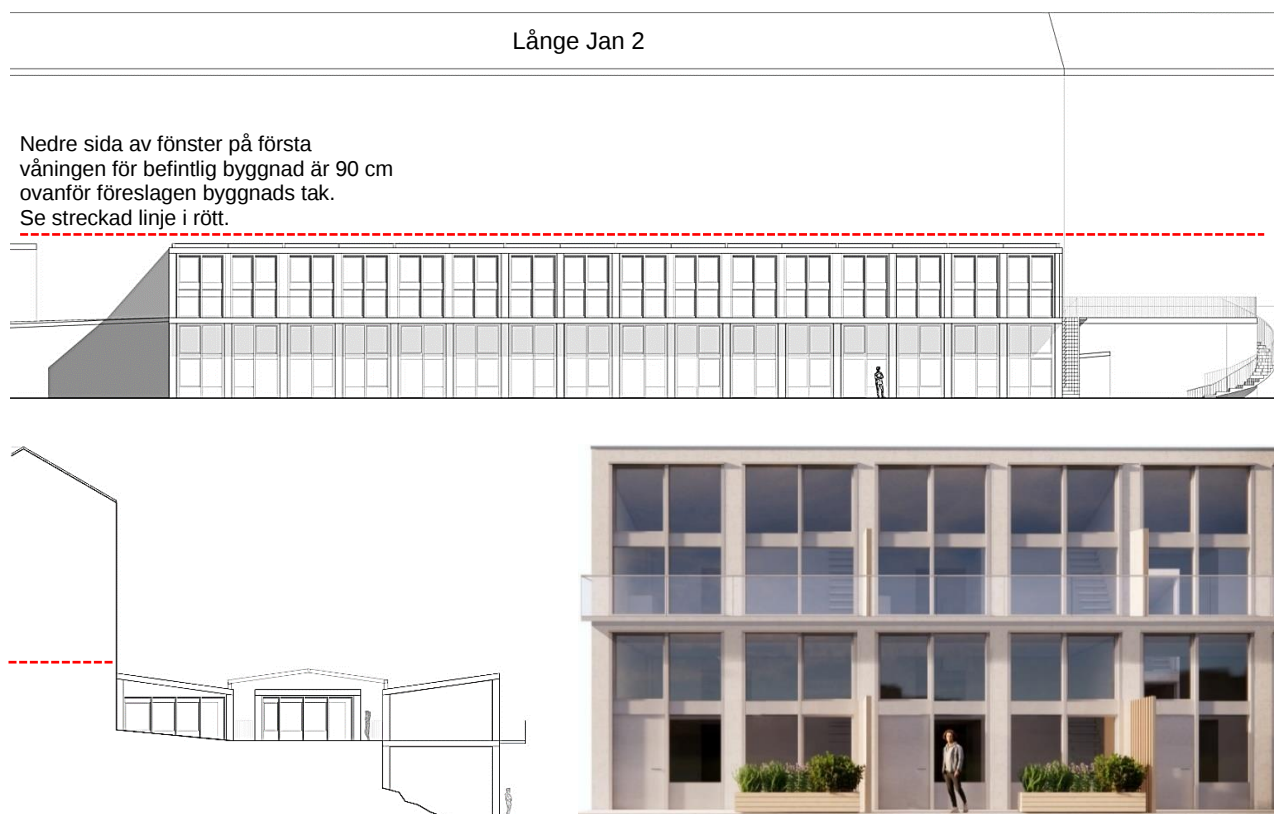 Långe Jan 2
Nedre sida av fönster på första
våningen för befintlig byggnad är 90 cm
ovanför föreslagen byggnads tak.
Se streckad linje i rött.